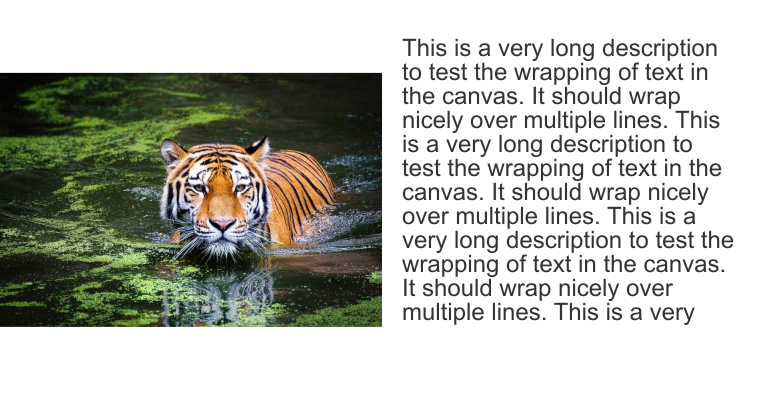 This is a very long description
to test the wrapping of text in
the canvas. It should wrap
nicely over multiple lines. This
is a very long description to
test the wrapping of text in the
canvas. It should wrap nicely
over multiple lines. This is a
very long description to test the
wrapping of text in the canvas.
It should wrap nicely over
multiple lines. This is a very